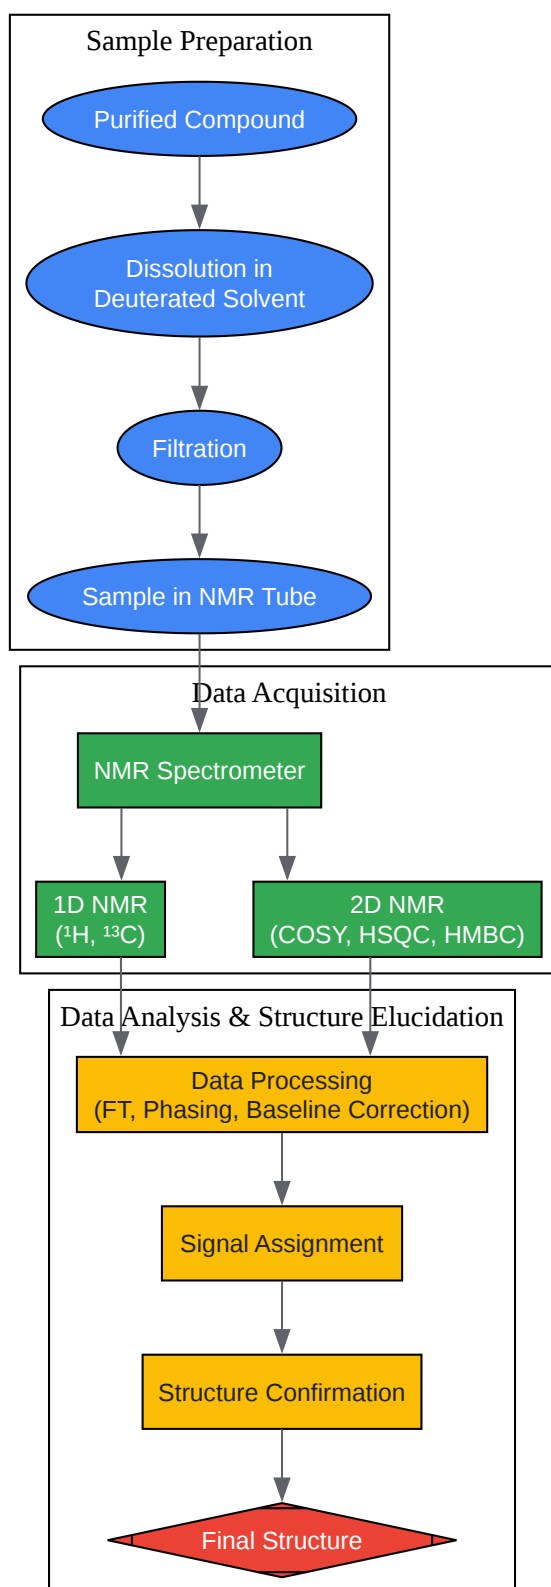 Sample Preparation
Purified Compound
Dissolution in
Deuterated Solvent
Filtration
Sample in NMR Tube
Data Acquisition
NMR Spectrometer
1D NMR
(¹H, ¹³C)
2D NMR
(COSY, HSQC, HMBC)
Data Analysis & Structure Elucidation
Data Processing
(FT, Phasing, Baseline Correction)
Signal Assignment
Structure Confirmation
Final Structure